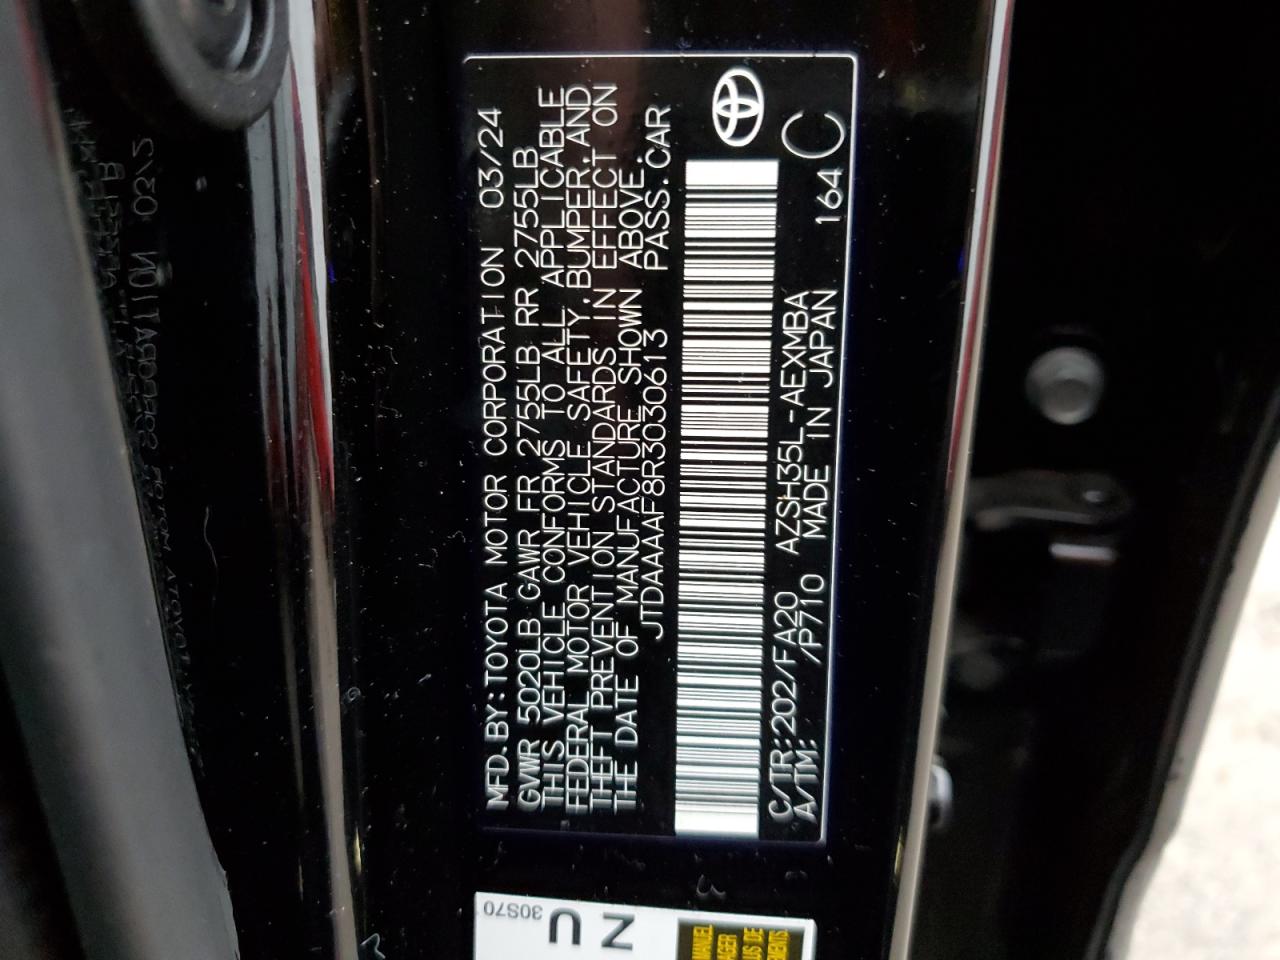 MFD.BY:TOYOTA MOTOR CORPORATION 03/24
GVWR 5020LB GAWR FR 2755LB RR 2755LB
THIS VEHICLE CONFORMS TO ALL APPLICABLE
FEDERAL MOTOR VEHICLE SAFETY,BUMPER,AND
THEFT PREVENTION STANDARDS IN EFFECT ON
THE DATE OF MANUFACTURE SHOWN ABOVE.
JTDAAAAF8R3030613 PASS.CAR
C/TR:202/FA20 AZSH35L-AEXMBA
A/TM: /P710 MADE IN JAPAN 164 C
30S70
N U
MANUEL